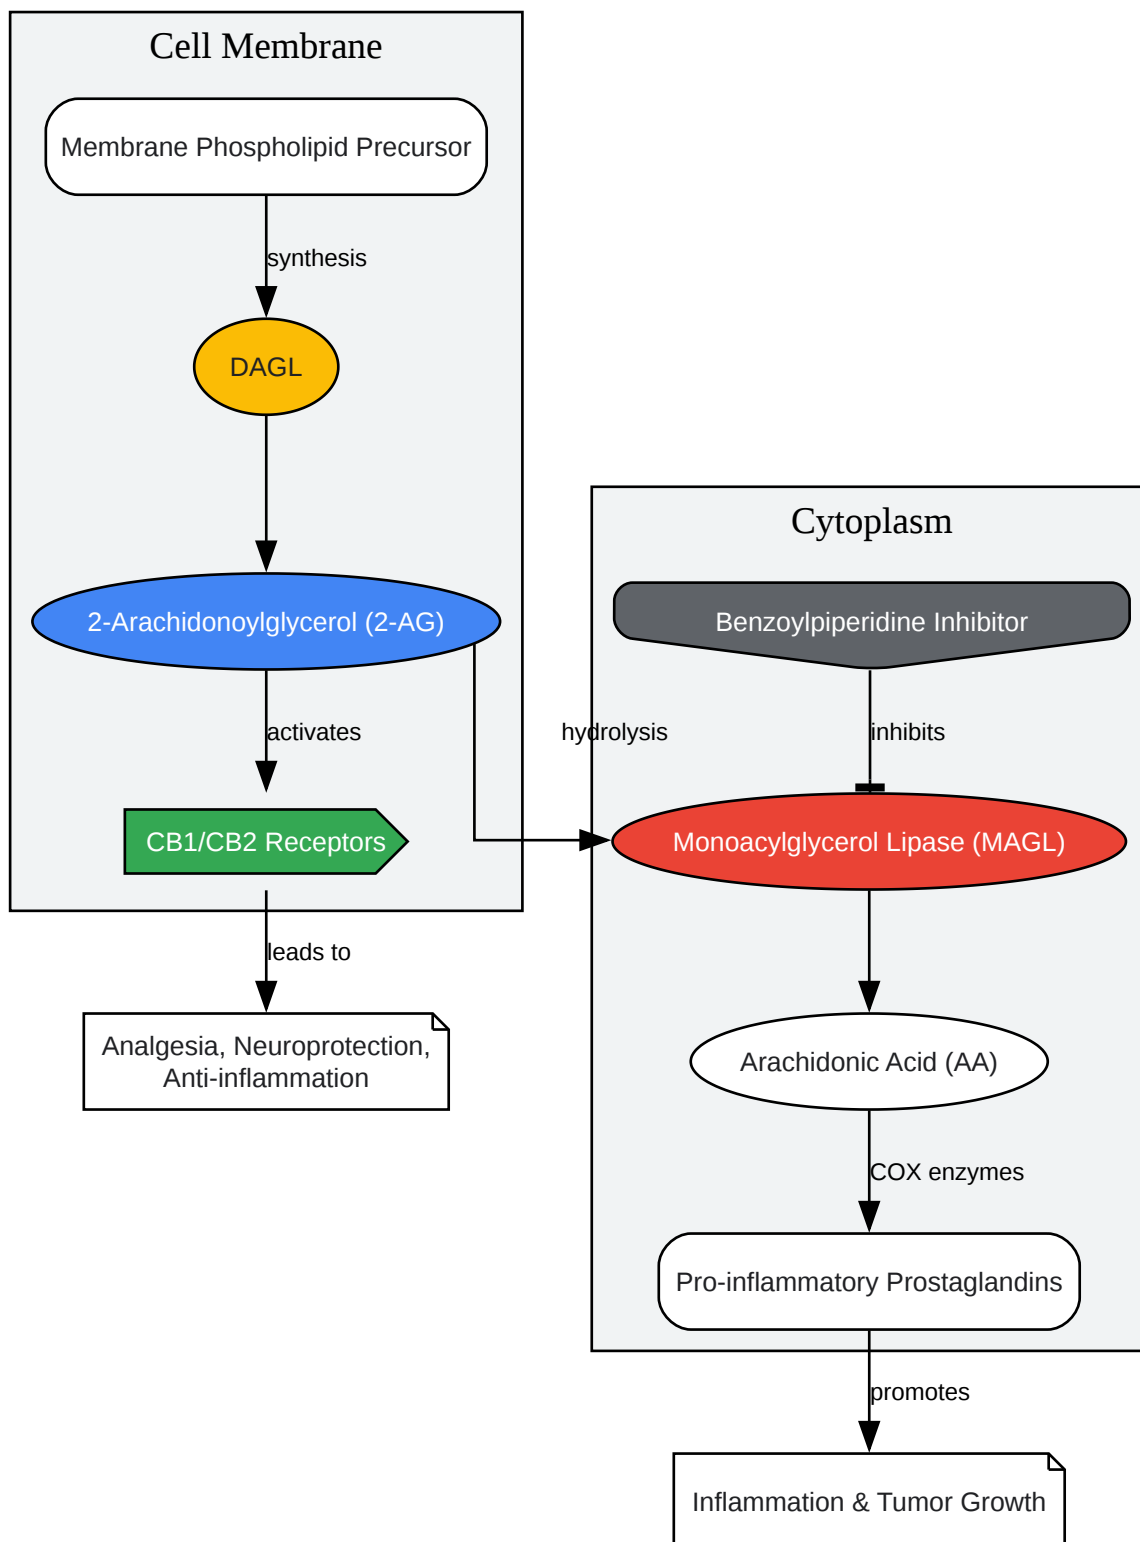 Cell Membrane
Membrane Phospholipid Precursor
synthesis
DAGL
2-Arachidonoylglycerol (2-AG)
activates
CB1/CB2 Receptors
leads to
Analgesia, Neuroprotection,
Anti-inflammation
hydrolysis
Cytoplasm
Benzoylpiperidine Inhibitor
inhibits
Monoacylglycerol Lipase (MAGL)
Arachidonic Acid (AA)
COX enzymes
Pro-inflammatory Prostaglandins
promotes
Inflammation & Tumor Growth